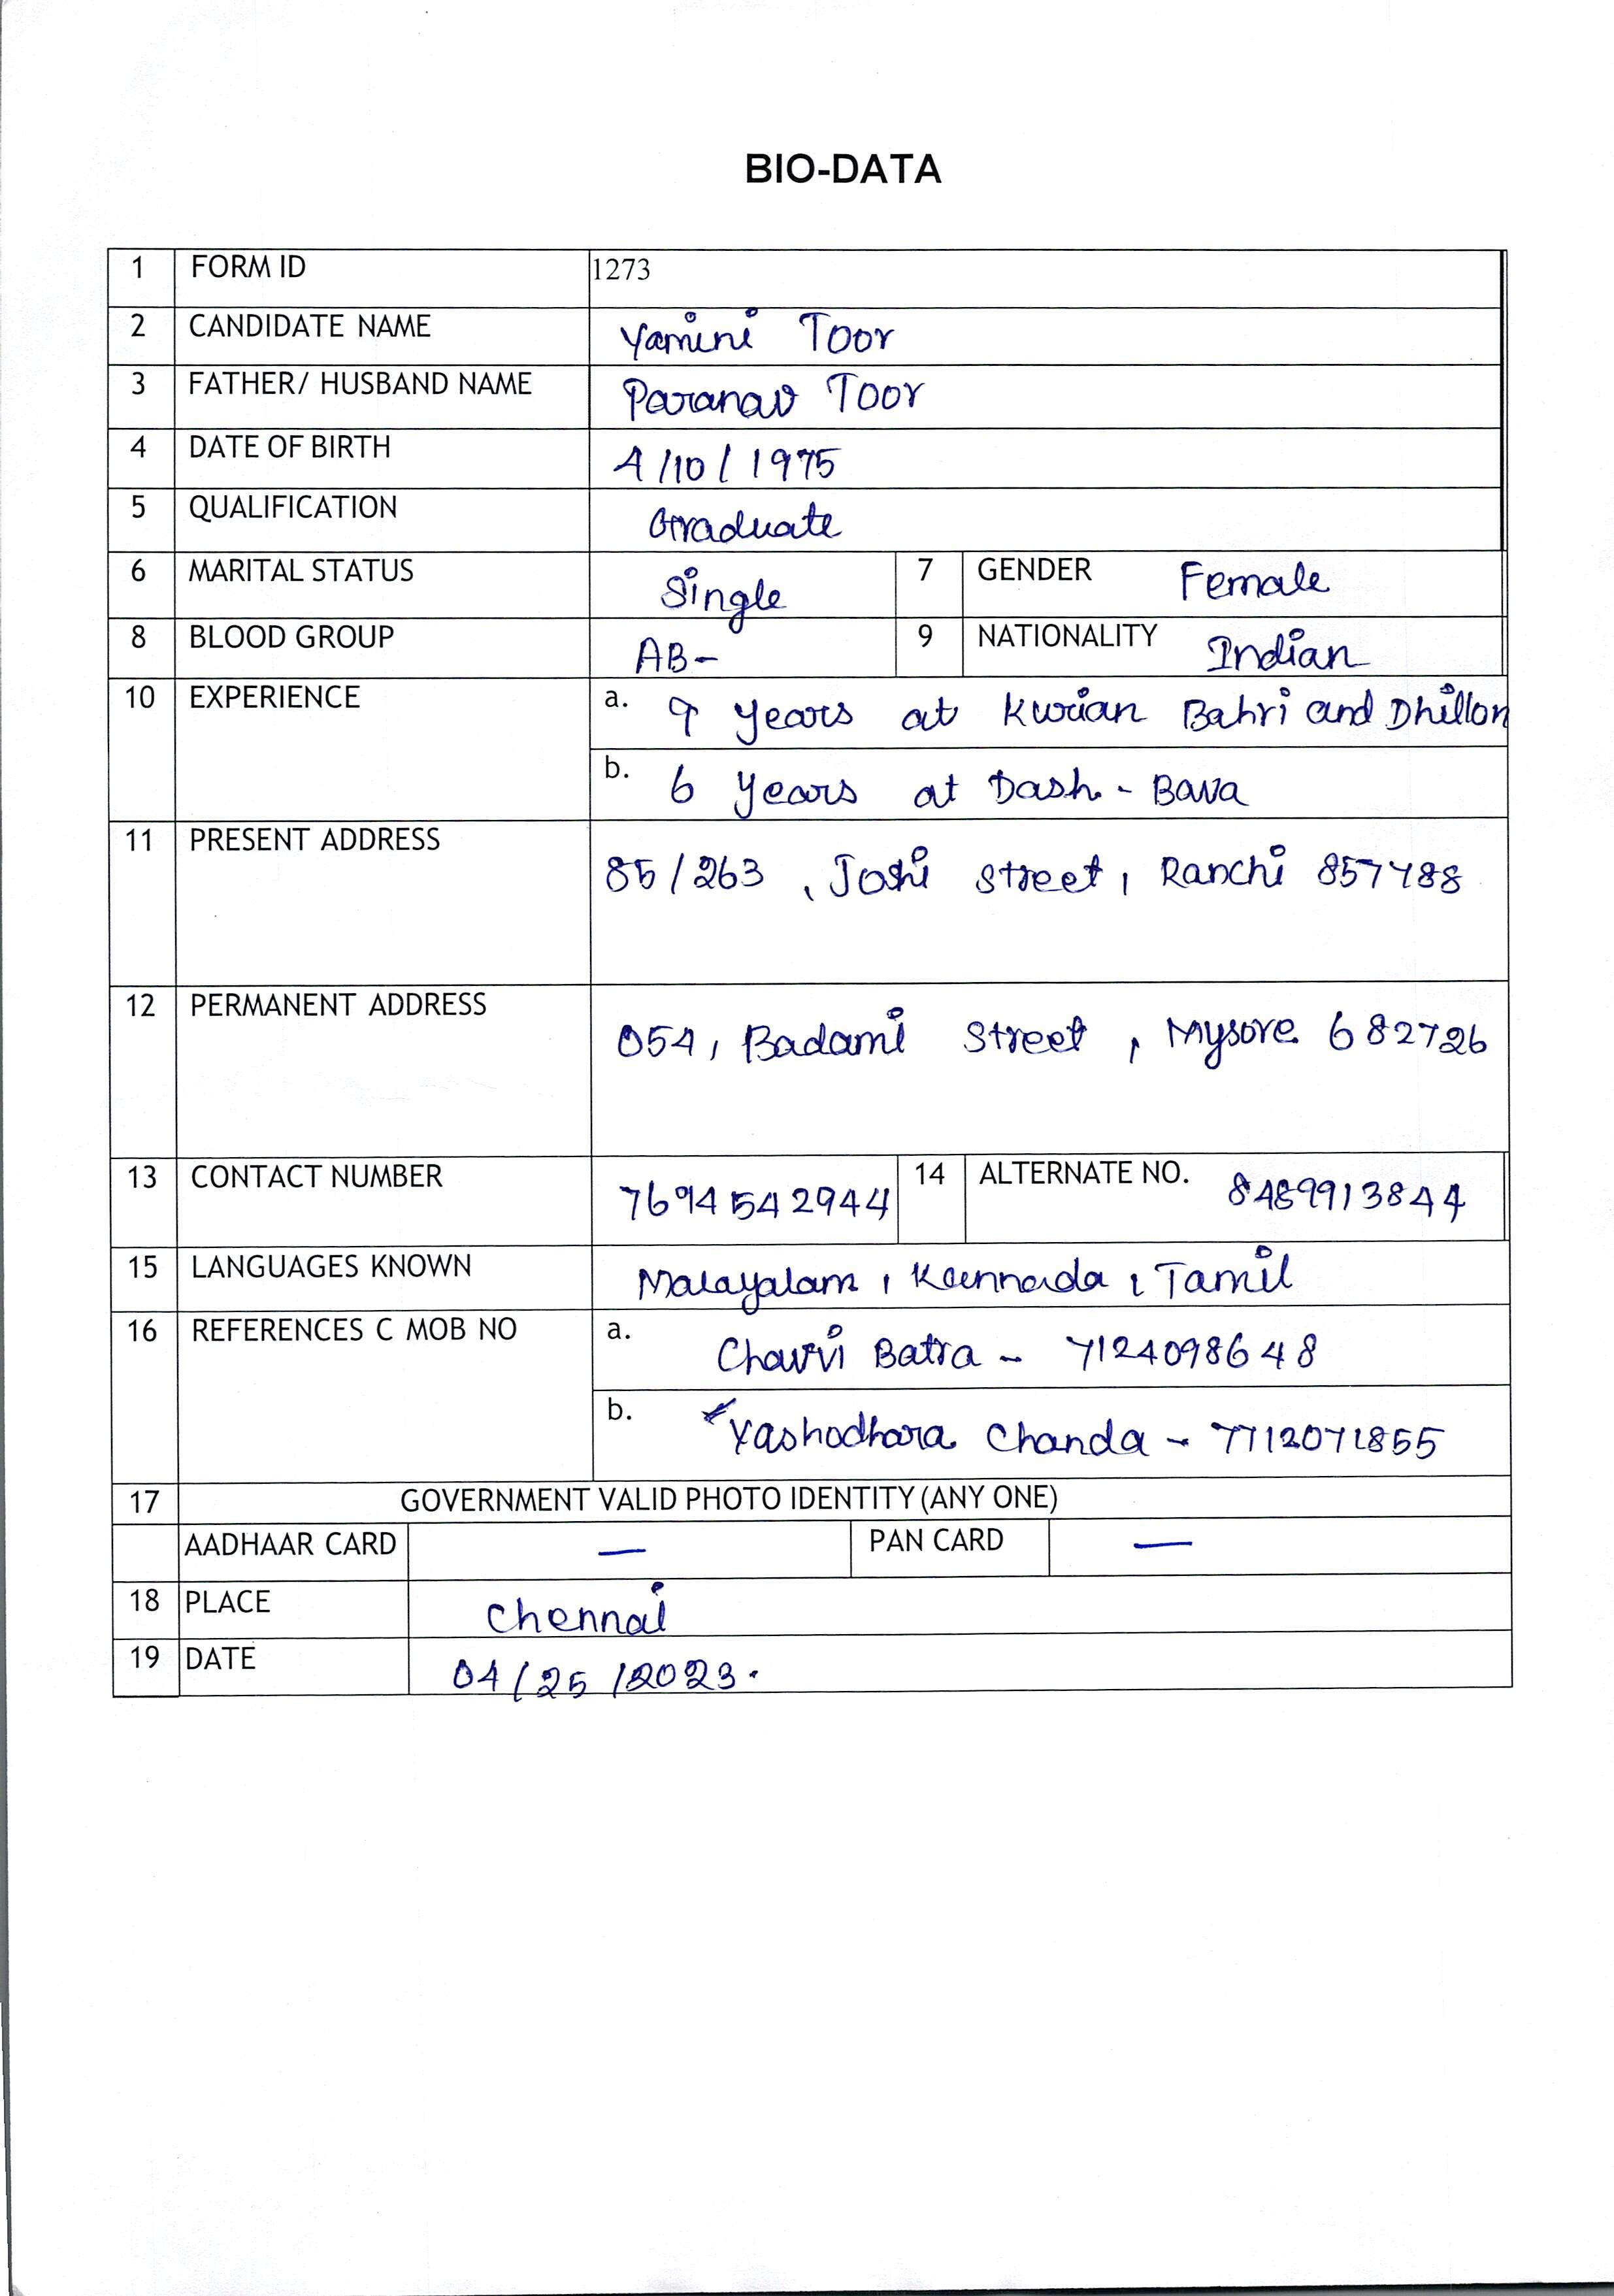 BIO-DATA
1 FORM ID 1273
2 CANDIDATE NAME Yamini Toor
3 FATHER/ HUSBAND NAME Paranav Toor
4 DATE OF BIRTH 4/10/1975
5 QUALIFICATION Graduate
6 MARITAL STATUS Single 7 GENDER Female
8 BLOOD GROUP AB- 9 NATIONALITY Indian
10 EXPERIENCE a. 9 years at Kurian Bahri and Dhillon
b. 6 years at Dash - Bava
11 PRESENT ADDRESS 85/263, Joshi Street, Ranchi 857488
12 PERMANENT ADDRESS 054, Badami Street, Mysore 682726
13 CONTACT NUMBER 7694542944 14 ALTERNATE NO. 8489913844
15 LANGUAGES KNOWN Malayalam, Kannada, Tamil
16 REFERENCES C MOB NO a. Charvi Batra - 7124098648
b. Yashodhara Chanda - 7712071855
17 GOVERNMENT VALID PHOTO IDENTITY (ANY ONE)
AADHAAR CARD — PAN CARD —
18 PLACE Chennai
19 DATE 04/25/2023.